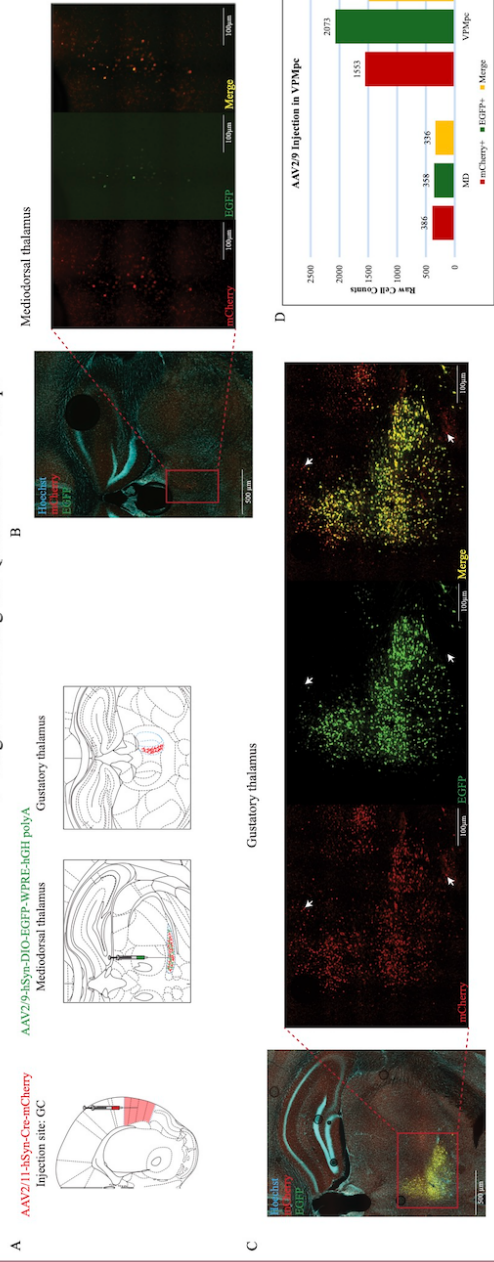 A
AAV2/11-hSyn-Cre-mCherry
Injection site: GC
AAV2/9-hSyn-DIO-EGFP-WPRE-hGH polyA
Mediodorsal thalamus
Gustatory thalamus
B
Hoechst
mCherry
EGFP
500 μm
Mediodorsal thalamus
mCherry
100μm
EGFP
100μm
Merge
100μm
C
Hoechst
mCherry
EGFP
500 μm
Gustatory thalamus
mCherry
100μm
EGFP
100μm
Merge
100μm
D
AAV2/9 Injection in VPMpc
Raw Cell Counts
2500
2000
1500
1000
500
0
386
358
336
1553
2073
MD
VPMpc
mCherry+
EGFP+
Merge